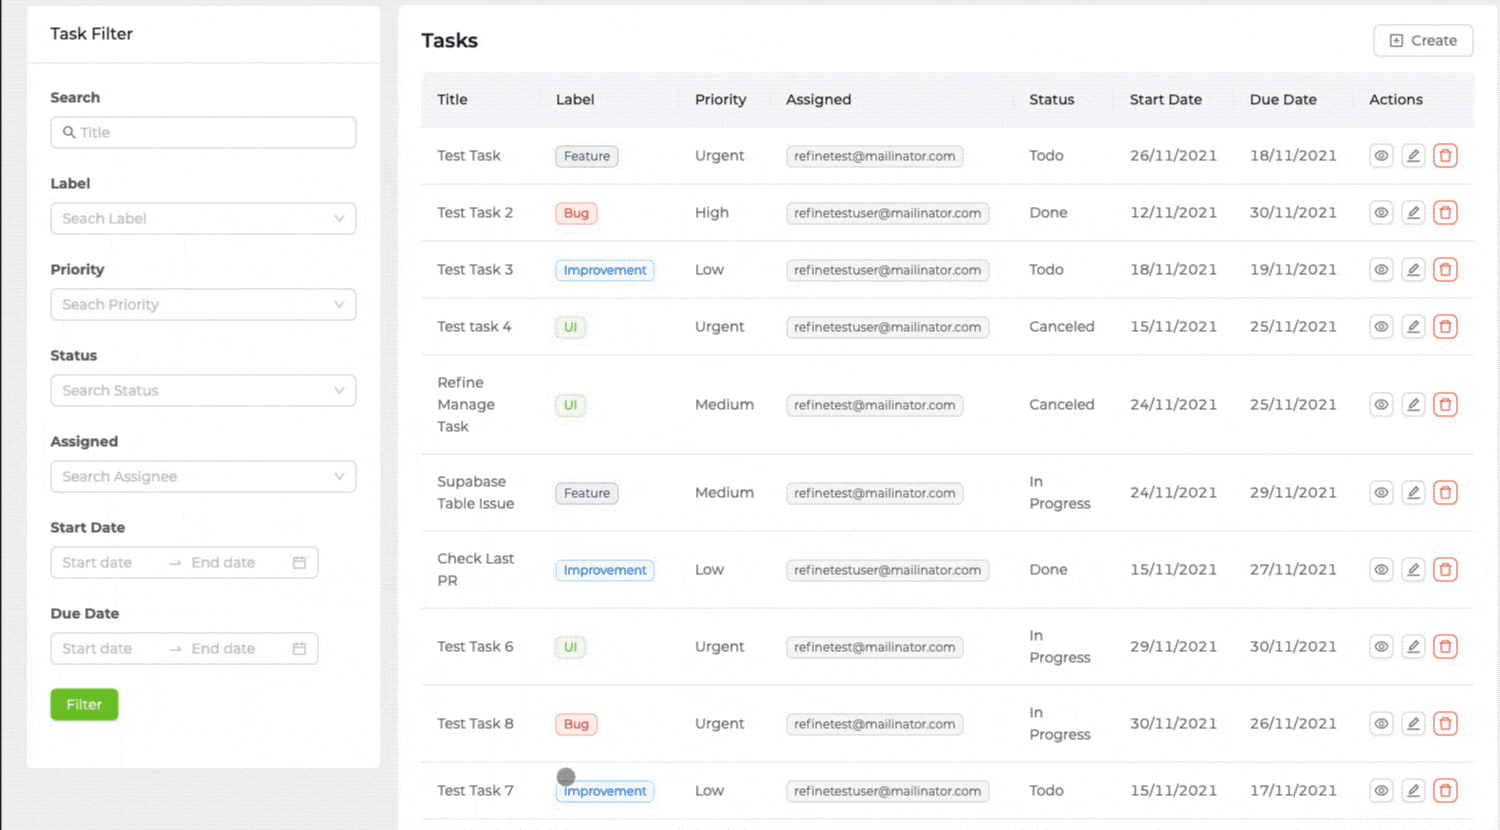 Task Filter
Search
Title
Label
Seach Label
Priority
Seach Priority
Status
Search Status
Assigned
Search Assignee
Start Date
Start date → End date
Due Date
Start date → End date
Filter
Tasks
Create
Title Label Priority Assigned Status Start Date Due Date Actions
Test Task Feature Urgent refinetest@mailinator.com Todo 26/11/2021 18/11/2021
Test Task 2 Bug High refinetestuser@mailinator.com Done 12/11/2021 30/11/2021
Test Task 3 Improvement Low refinetestuser@mailinator.com Todo 18/11/2021 19/11/2021
Test task 4 UI Urgent refinetestuser@mailinator.com Canceled 15/11/2021 25/11/2021
Refine
Manage UI Medium refinetest@mailinator.com Canceled 24/11/2021 25/11/2021
Task
Supabase In
Feature Medium refinetest@mailinator.com 24/11/2021 29/11/2021
Table Issue Progress
Check Last
Improvement Low refinetestuser@mailinator.com Done 15/11/2021 27/11/2021
PR
In
Test Task 6 UI Urgent refinetest@mailinator.com 29/11/2021 30/11/2021
Progress
In
Test Task 8 Bug Urgent refinetest@mailinator.com 30/11/2021 26/11/2021
Progress
Test Task 7 Improvement Low refinetestuser@mailinator.com Todo 15/11/2021 17/11/2021